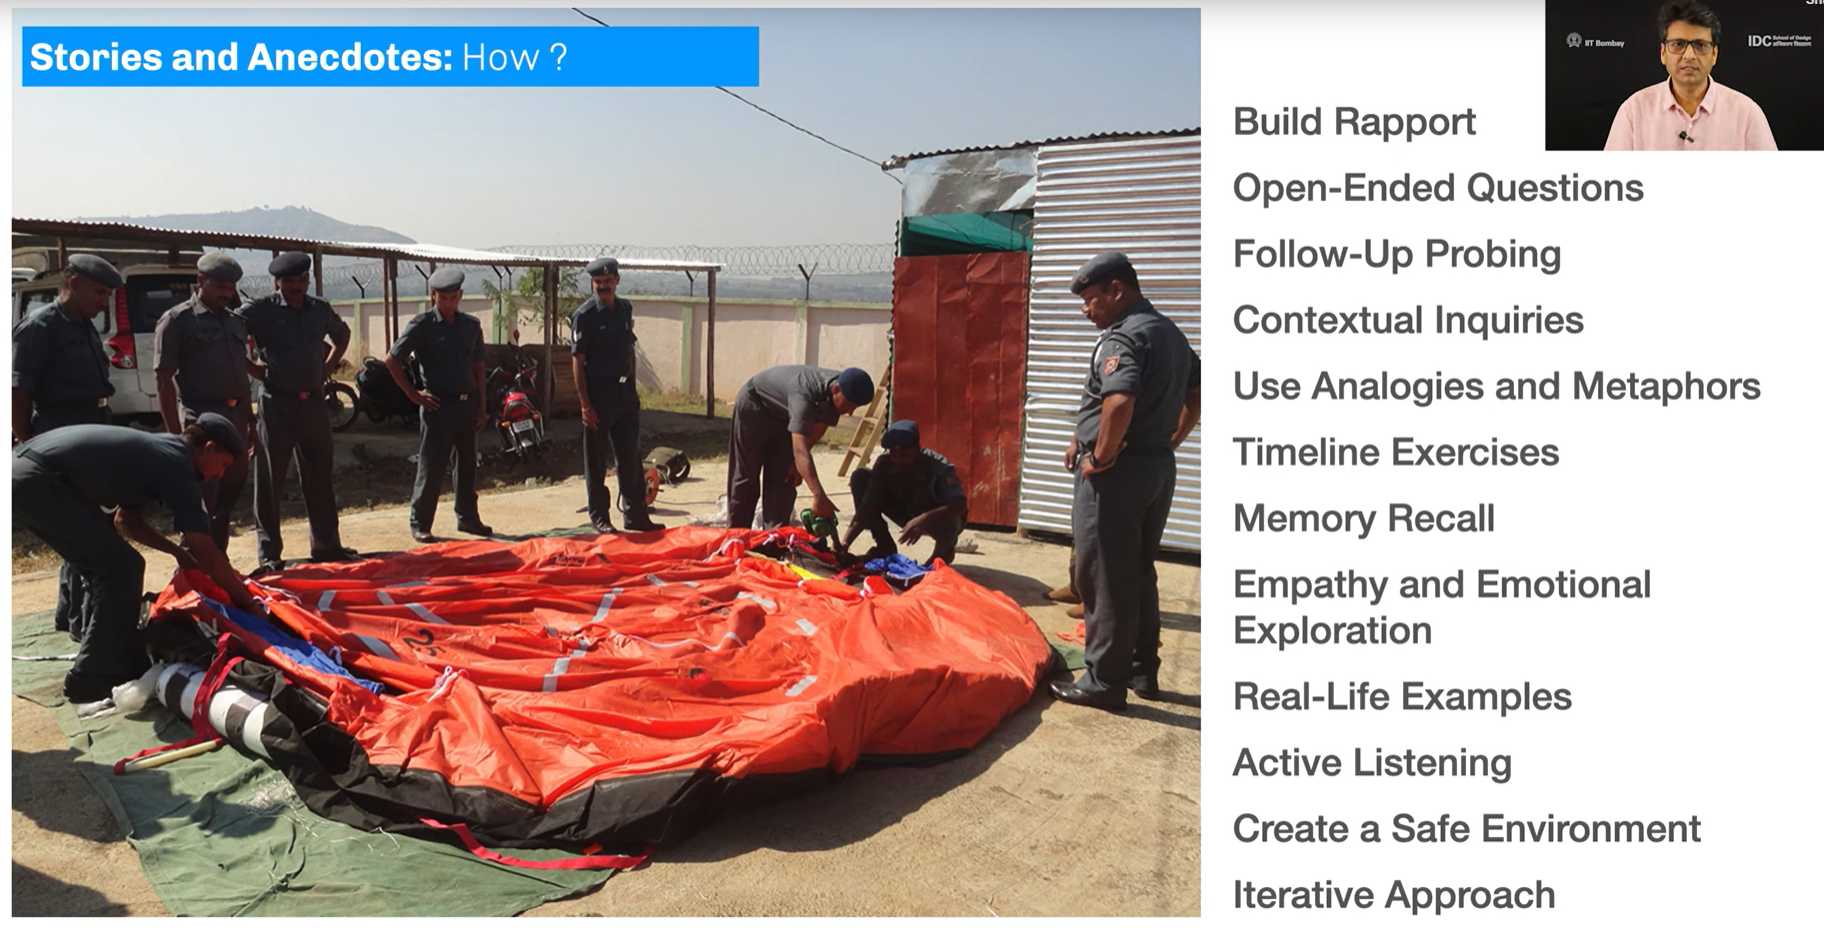 Stories and Anecdotes: How ?
IIT Bombay
IDC School of Design
Build Rapport
Open-Ended Questions
Follow-Up Probing
Contextual Inquiries
Use Analogies and Metaphors
Timeline Exercises
Memory Recall
Empathy and Emotional
Exploration
Real-Life Examples
Active Listening
Create a Safe Environment
Iterative Approach
25